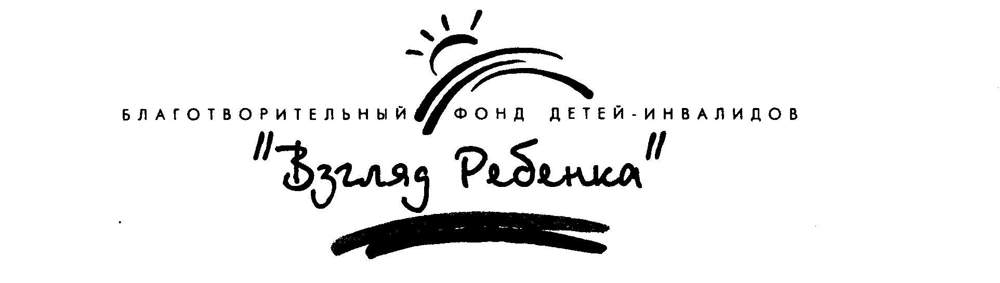 БЛАГОТВОРИТЕЛЬНЫЙ ФОНД ДЕТЕЙ-ИНВАЛИДОВ
"Взгляд Ребенка"